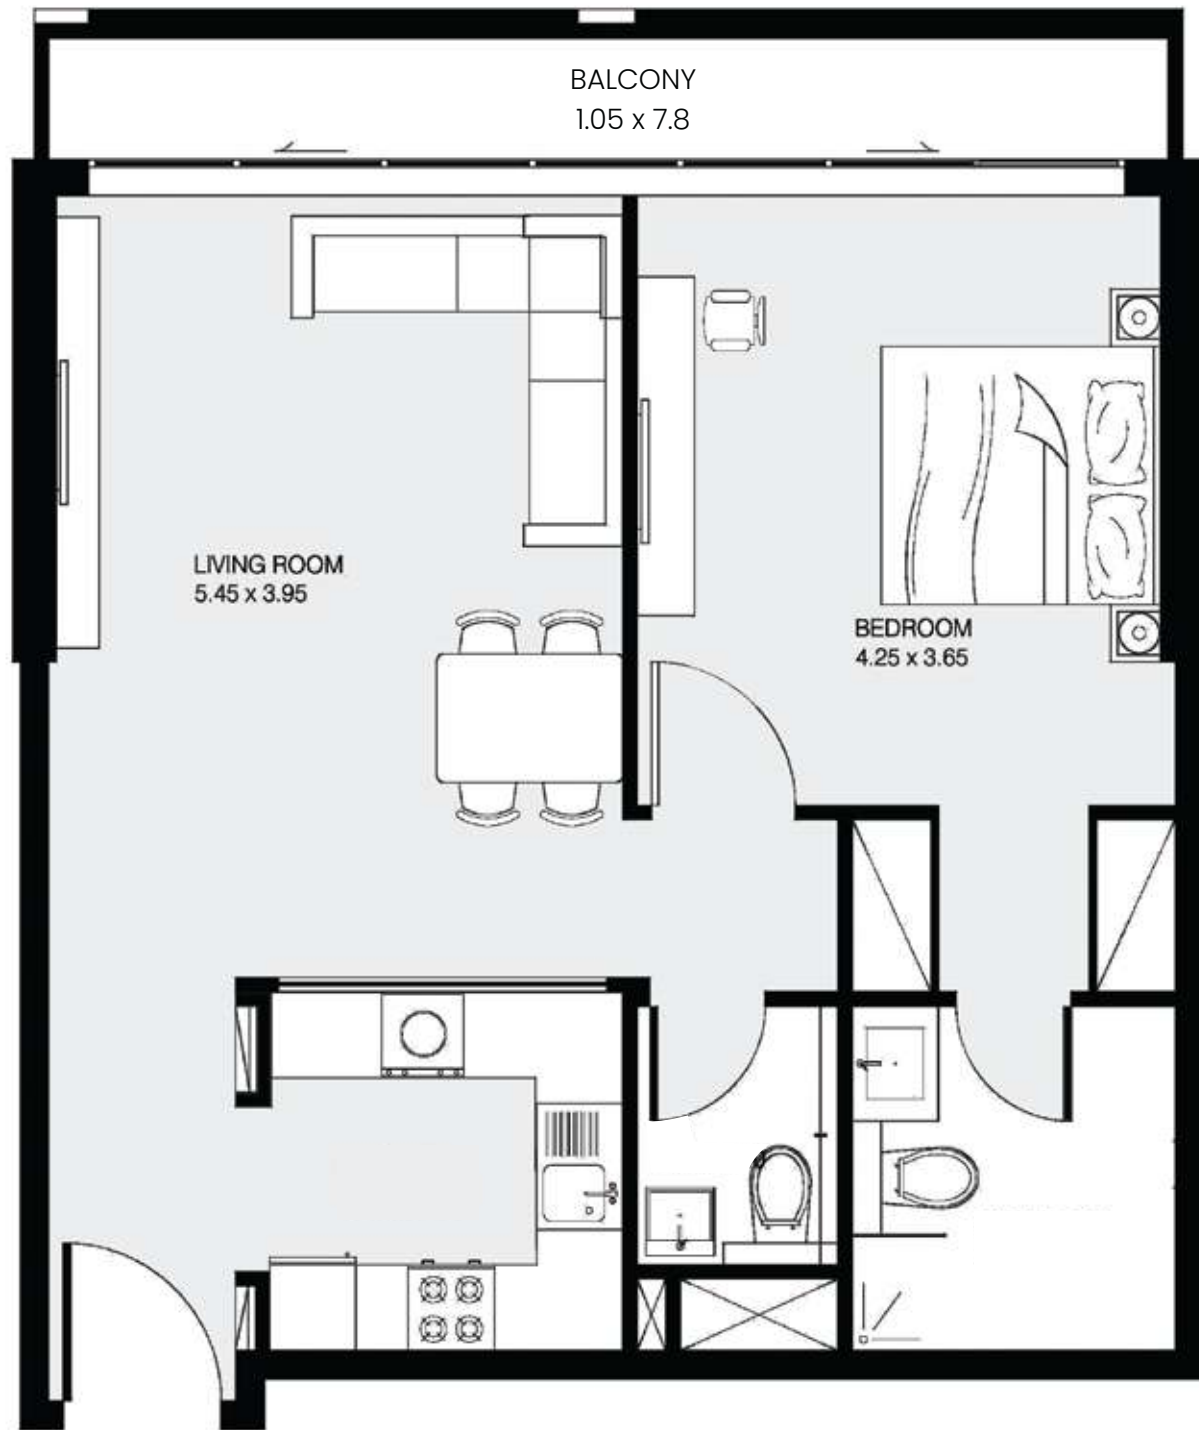 BALCONY
1.05 x 7.8
LIVING ROOM
5.45 x 3.95
BEDROOM
4.25 x 3.65